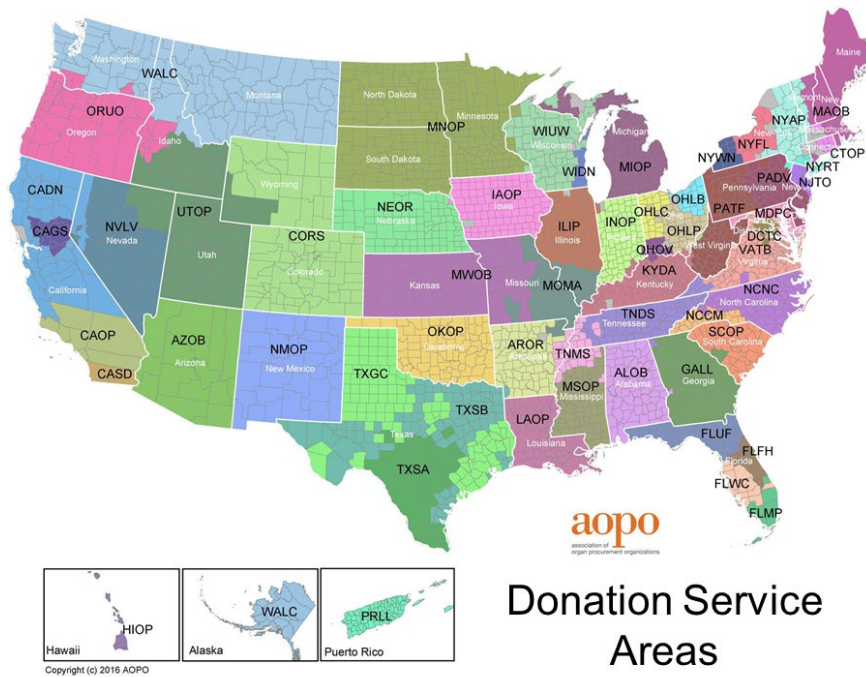 Washington
WALC
Montana
North Dakota
Minnesota
MNOP
South Dakota
Maine
ORUO
Oregon
Idaho
Wyoming
WIUW
Wisconsin
WIDN
Michigan
MIOP
NYAP
Vermont
New
MAOB
Massachusetts
NYFL
New York
NYWN
Connecti
CTOP
NYRT
NJTO
New
PADV
Pennsylvania
PATF
MDPC
DCTC
VATB
Virginia
West Virginia
CADN
CAGS
California
NVLV
Nevada
UTOP
Utah
CORS
Colorado
NEOR
Nebraska
IAOP
Iowa
ILIP
Illinois
INOP
OHLC
OHLB
OHLP
OHOV
KYDA
Kentucky
MWOB
Kansas
Missouri
MOMA
NCNC
North Carolina
NCCM
SCOP
South Carolina
TNDS
Tennessee
TNMS
CAOP
CASD
AZOB
Arizona
NMOP
New Mexico
OKOP
Oklahoma
AROR
Arkansas
TXGC
TXSB
Texas
TXSA
LAOP
Louisiana
MSOP
Mississippi
ALOB
Alabama
GALL
Georgia
FLUF
FLFH
Florida
FLWC
FLMP
aopo
association of
organ procurement organizations
HIOP
Hawaii
WALC
Alaska
PRLL
Puerto Rico
Donation Service
Areas
Copyright (c) 2016 AOPO